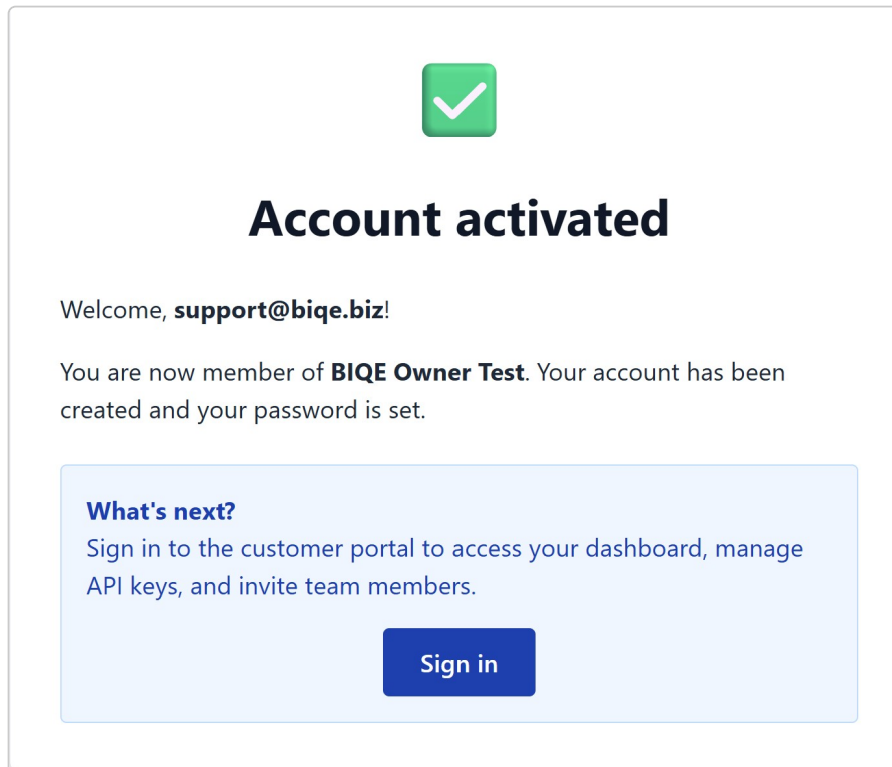 Account activated
Welcome, support@biqe.biz!
You are now member of BIQE Owner Test. Your account has been
created and your password is set.
What's next?
Sign in to the customer portal to access your dashboard, manage
API keys, and invite team members.
Sign in